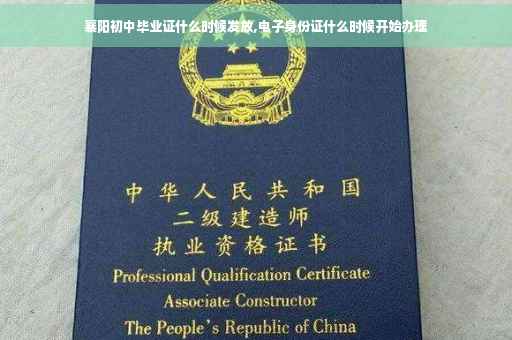 襄阳初中毕业证什么时候发放,电子身份证什么时候开始办理
中华人民共和国
二级建造师
执业资格证书
Professional Qualification Certificate
Associate Constructor
The People's Republic of China